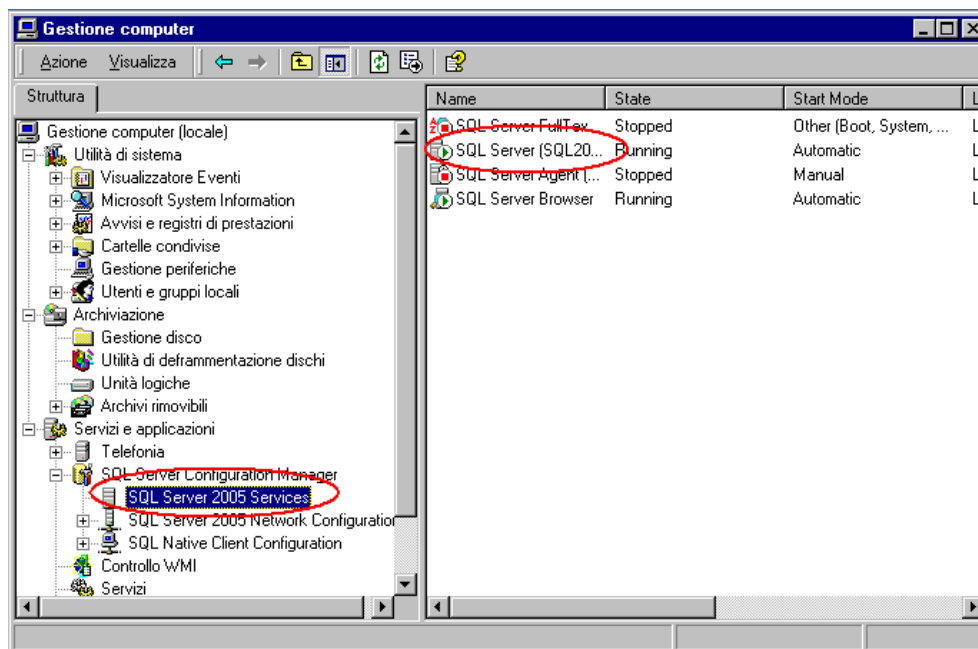 Gestione computer
Azione Visualizza
Struttura
Gestione computer (locale)
Utilità di sistema
Visualizzatore Eventi
Microsoft System Information
Avvisi e registri di prestazioni
Cartelle condivise
Gestione periferiche
Utenti e gruppi locali
Archiviazione
Gestione disco
Utilità di deframmentazione dischi
Unità logiche
Archivi rimovibili
Servizi e applicazioni
Telefonia
SQL Server Configuration Manager
SQL Server 2005 Services
SQL Server 2005 Network Configuration
SQL Native Client Configuration
Controllo WMI
Servizi
Name State Start Mode L
SQL Server FullTex... Stopped Other (Boot, System, ... L
SQL Server (SQL20... Running Automatic L
SQL Server Agent (... Stopped Manual L
SQL Server Browser Running Automatic L